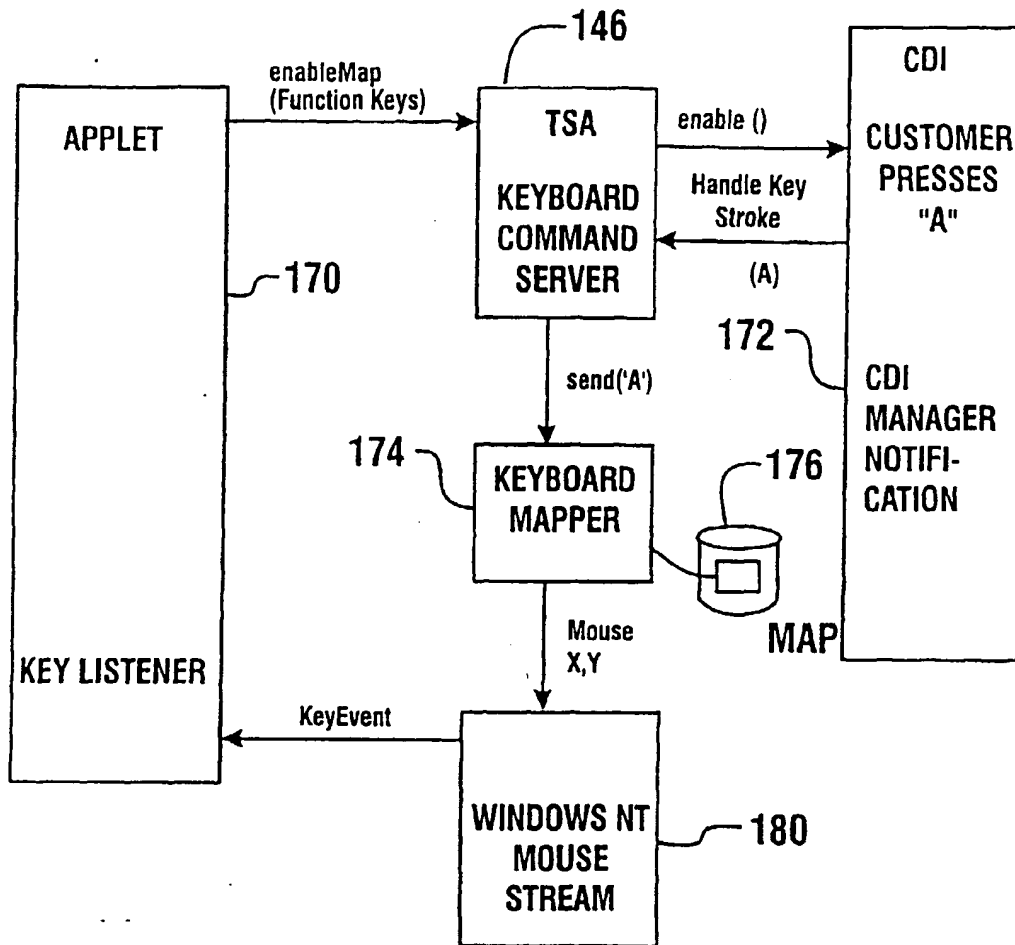 146
enableMap
(Function Keys)
APPLET
TSA
KEYBOARD
COMMAND
SERVER
enable ()
Handle Key
Stroke
(A)
CDI
CUSTOMER
PRESSES
"A"
170
172
CDI
MANAGER
NOTIFI-
CATION
send('A')
174
KEYBOARD
MAPPER
176
MAP
Mouse
X,Y
KEY LISTENER
KeyEvent
WINDOWS NT
MOUSE
STREAM
180